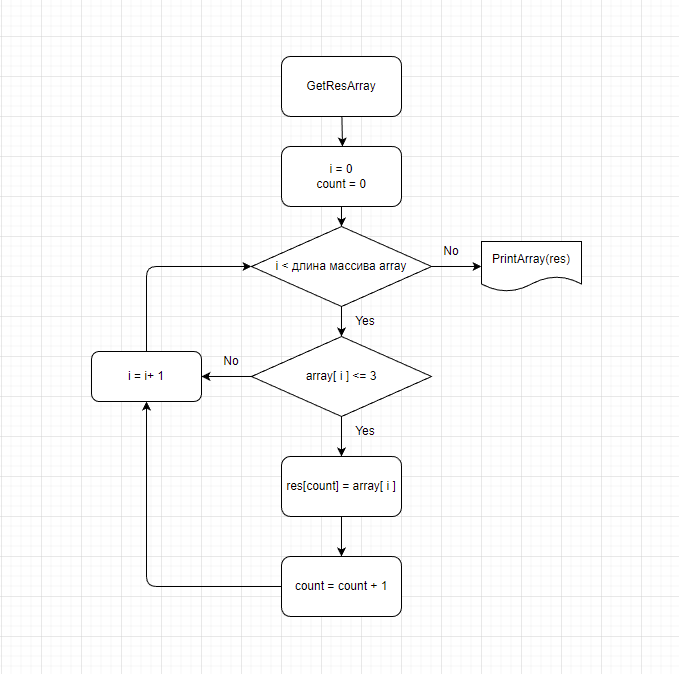 GetResArray
i = 0
count = 0
i < длина массива array
No
PrintArray(res)
Yes
array[ i ] <= 3
No
i = i+ 1
Yes
res[count] = array[ i ]
count = count + 1